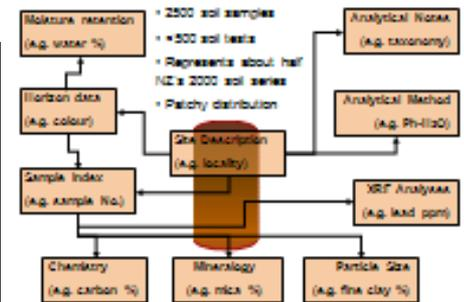 Moisture retention
(e.g. water %)
• 2500 soil samples
• ≈500 soil tests
• Represents about half
NZ's 2000 soil series
• Patchy distribution
Analytical Notes
(e.g. taxonomy)
Horizon data
(e.g. colour)
Analytical Method
(e.g. Ph-H2O)
Site Description
(e.g. locality)
Sample Index
(e.g. sample No.)
XRF Analyses
(e.g. lead ppm)
Chemistry
(e.g. carbon %)
Mineralogy
(e.g. mica %)
Particle Size
(e.g. fine clay %)